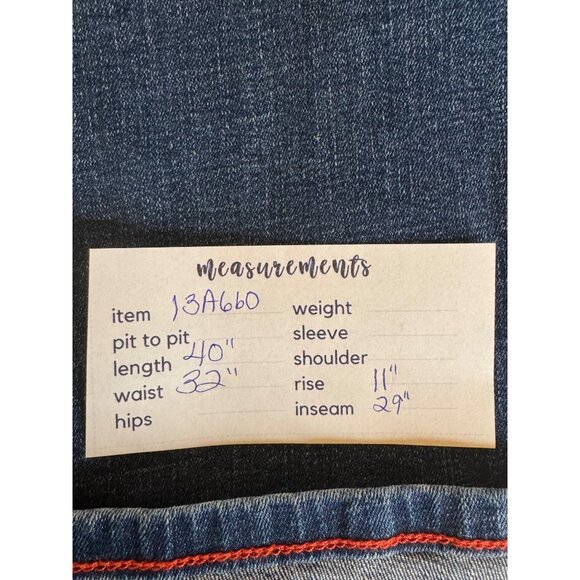 measurements
item 13A660
pit to pit
length 40"
waist 32"
hips
weight
sleeve
shoulder
rise 11"
inseam 29"